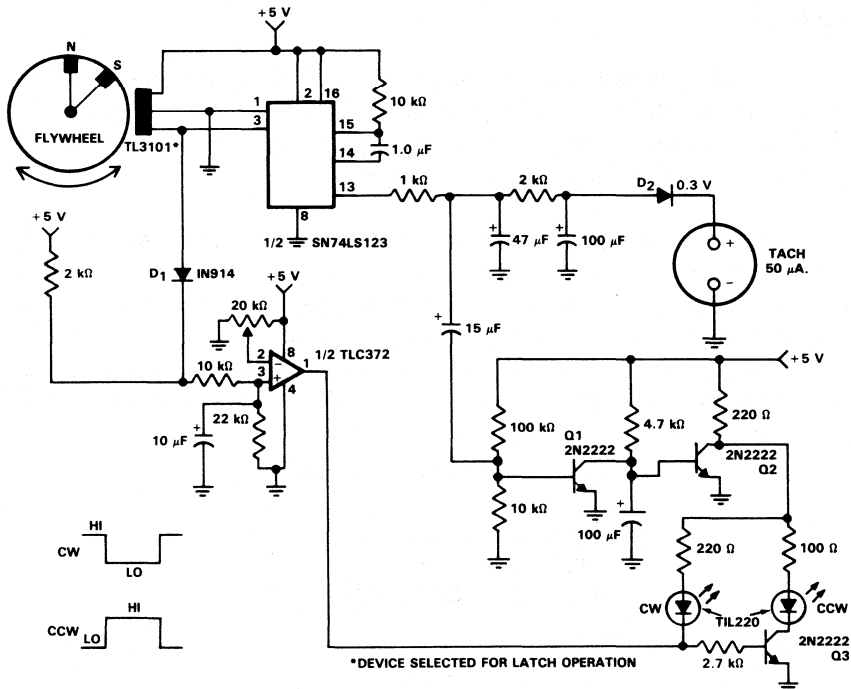 +5 V
N
S
FLYWHEEL
TL3101*
2
16
1
3
15
14
13
8
10 kΩ
1.0 µF
1/2
SN74LS123
1 kΩ
2 kΩ
D2
0.3 V
47 µF
100 µF
+
+
+
−
TACH
50 µA.
+5 V
2 kΩ
D1
IN914
+5 V
20 kΩ
1/2 TLC372
2
8
−
1
10 kΩ
3
+
4
22 kΩ
+
10 µF
+
15 µF
+5 V
100 kΩ
4.7 kΩ
220 Ω
Q1
2N2222
2N2222
Q2
10 kΩ
+
100 µF
220 Ω
100 Ω
HI
CW
LO
HI
CCW
LO
CW
TIL220
CCW
2N2222
Q3
2.7 kΩ
*DEVICE SELECTED FOR LATCH OPERATION